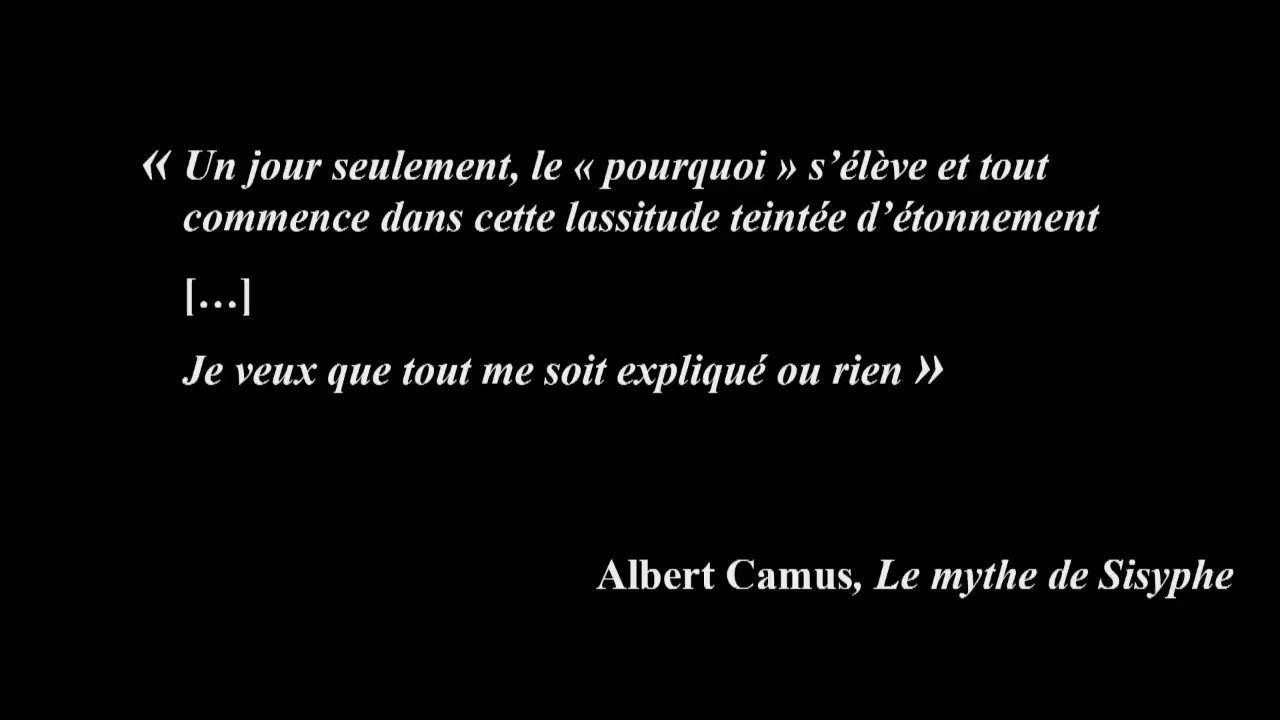 « Un jour seulement, le « pourquoi » s’élève et tout
commence dans cette lassitude teintée d’étonnement
[…]
Je veux que tout me soit expliqué ou rien »
Albert Camus, Le mythe de Sisyphe